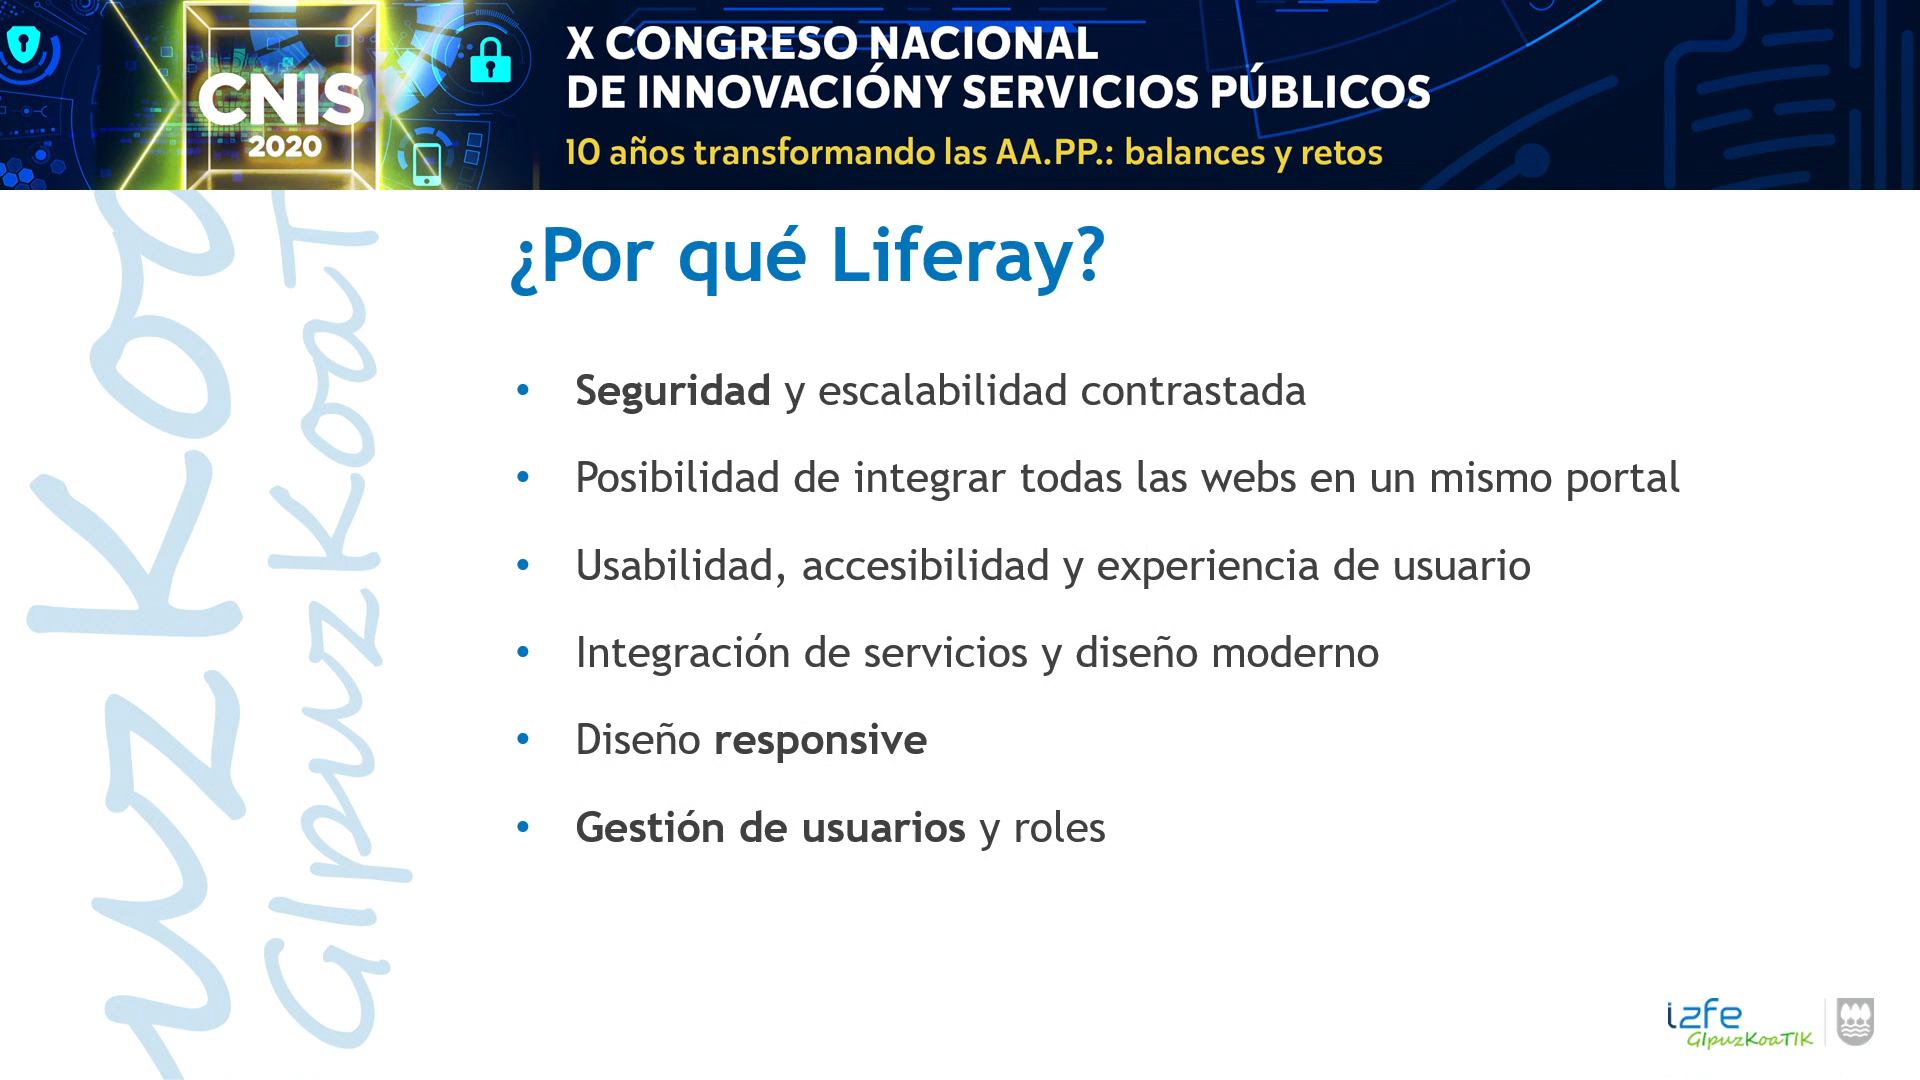 CNIS
2020
X CONGRESO NACIONAL
DE INNOVACIÓNY SERVICIOS PÚBLICOS
10 años transformando las AA.PP.: balances y retos
¿Por qué Liferay?
• Seguridad y escalabilidad contrastada
• Posibilidad de integrar todas las webs en un mismo portal
• Usabilidad, accesibilidad y experiencia de usuario
• Integración de servicios y diseño moderno
• Diseño responsive
• Gestión de usuarios y roles
uzKoa
GIpuzKoaT
izfe
GIpuzKoaTIK